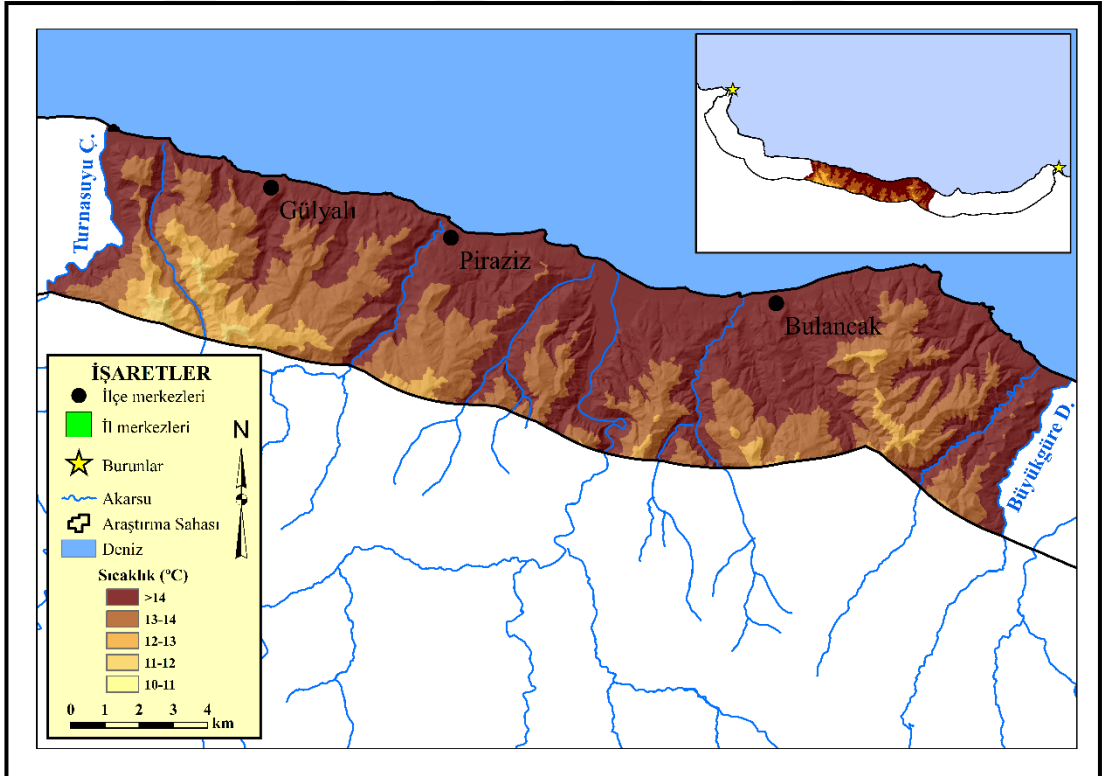 Turnasuyu Ç.
Gülyalı
Piraziz
Bulancak
Büyükgüre D.
İŞARETLER
İlçe merkezleri
İl merkezleri
Burunlar
Akarsu
Araştırma Sahası
Deniz
N
Sıcaklık (ºC)
>14
13-14
12-13
11-12
10-11
0 1 2 3 4
km